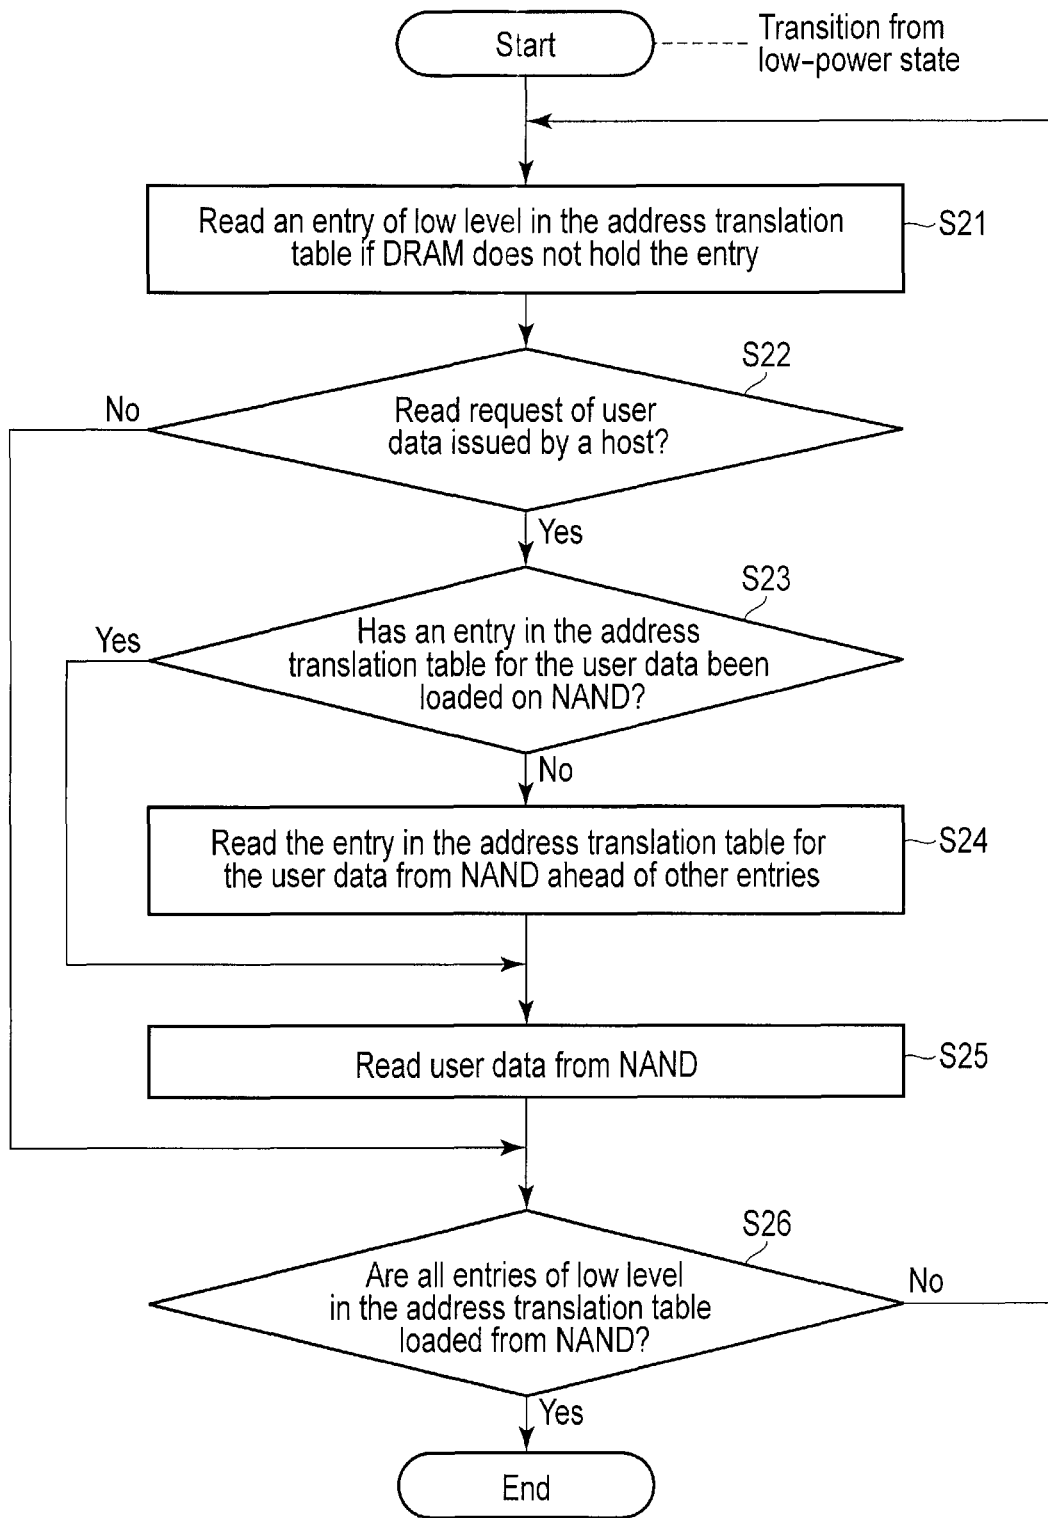 Start
Transition from
low-power state
Read an entry of low level in the address translation
table if DRAM does not hold the entry
S21
S22
No
Read request of user
data issued by a host?
Yes
S23
Yes
Has an entry in the address
translation table for the user data been
loaded on NAND?
No
Read the entry in the address translation table for
the user data from NAND ahead of other entries
S24
Read user data from NAND
S25
S26
Are all entries of low level
in the address translation table
loaded from NAND?
No
Yes
End